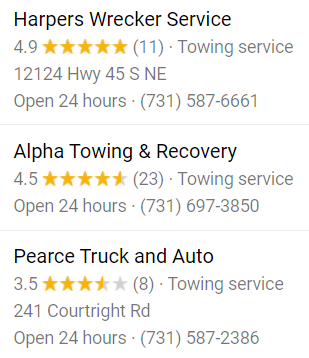 Harpers Wrecker Service
4.9 (11) · Towing service
12124 Hwy 45 S NE
Open 24 hours · (731) 587-6661
Alpha Towing & Recovery
4.5 (23) · Towing service
Open 24 hours · (731) 697-3850
Pearce Truck and Auto
3.5 (8) · Towing service
241 Courtright Rd
Open 24 hours · (731) 587-2386